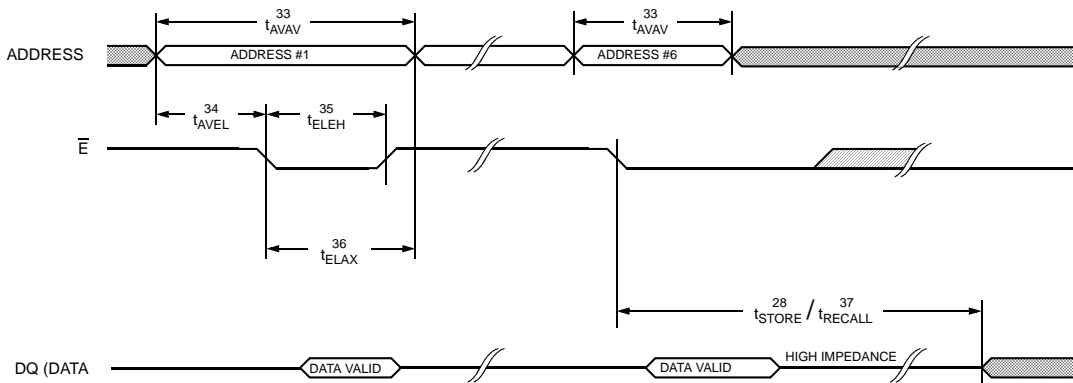 33
tAVAV
33
tAVAV
ADDRESS
ADDRESS #1
ADDRESS #6
34
tAVEL
35
tELEH
E
36
tELAX
28 37
tSTORE / tRECALL
DQ (DATA
DATA VALID
DATA VALID
HIGH IMPEDANCE